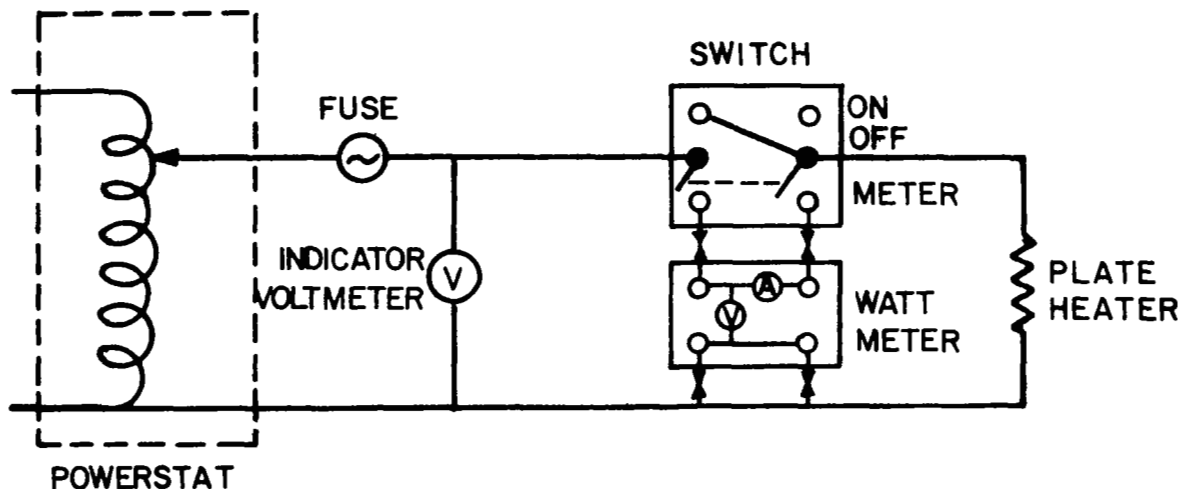 SWITCH
FUSE
ON
OFF
METER
INDICATOR
VOLTMETER
V
A
V
WATT
METER
PLATE
HEATER
POWERSTAT